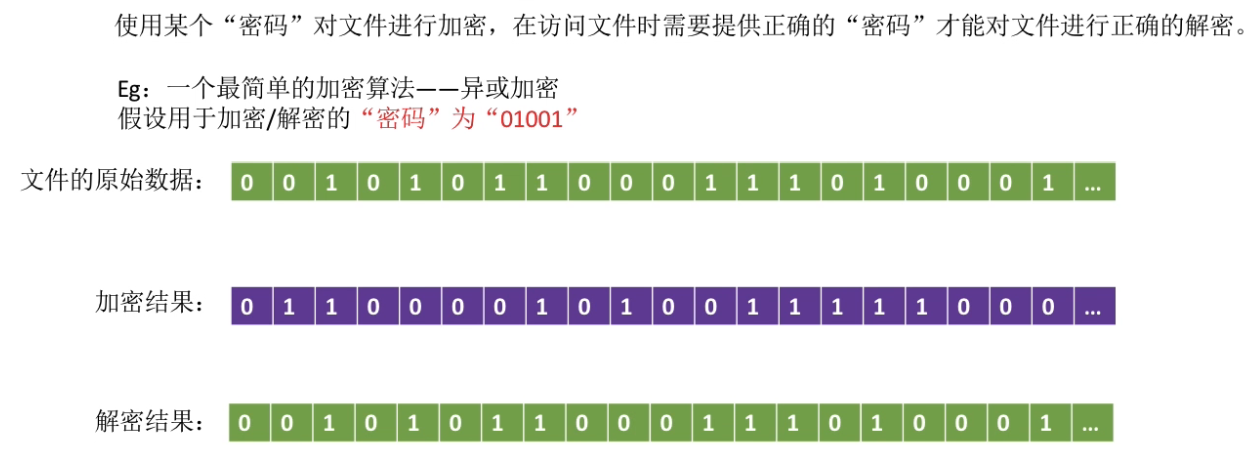 使用某个“密码”对文件进行加密，在访问文件时需要提供正确的“密码”才能对文件进行正确的解密。
Eg：一个最简单的加密算法——异或加密
假设用于加密/解密的“密码”为“01001”
文件的原始数据： 0 0 1 0 1 0 1 1 0 0 0 1 1 1 0 1 0 0 0 1 ...
加密结果： 0 1 1 0 0 0 0 1 0 1 0 0 1 1 1 1 1 0 0 0 ...
解密结果： 0 0 1 0 1 0 1 1 0 0 0 1 1 1 0 1 0 0 0 1 ...